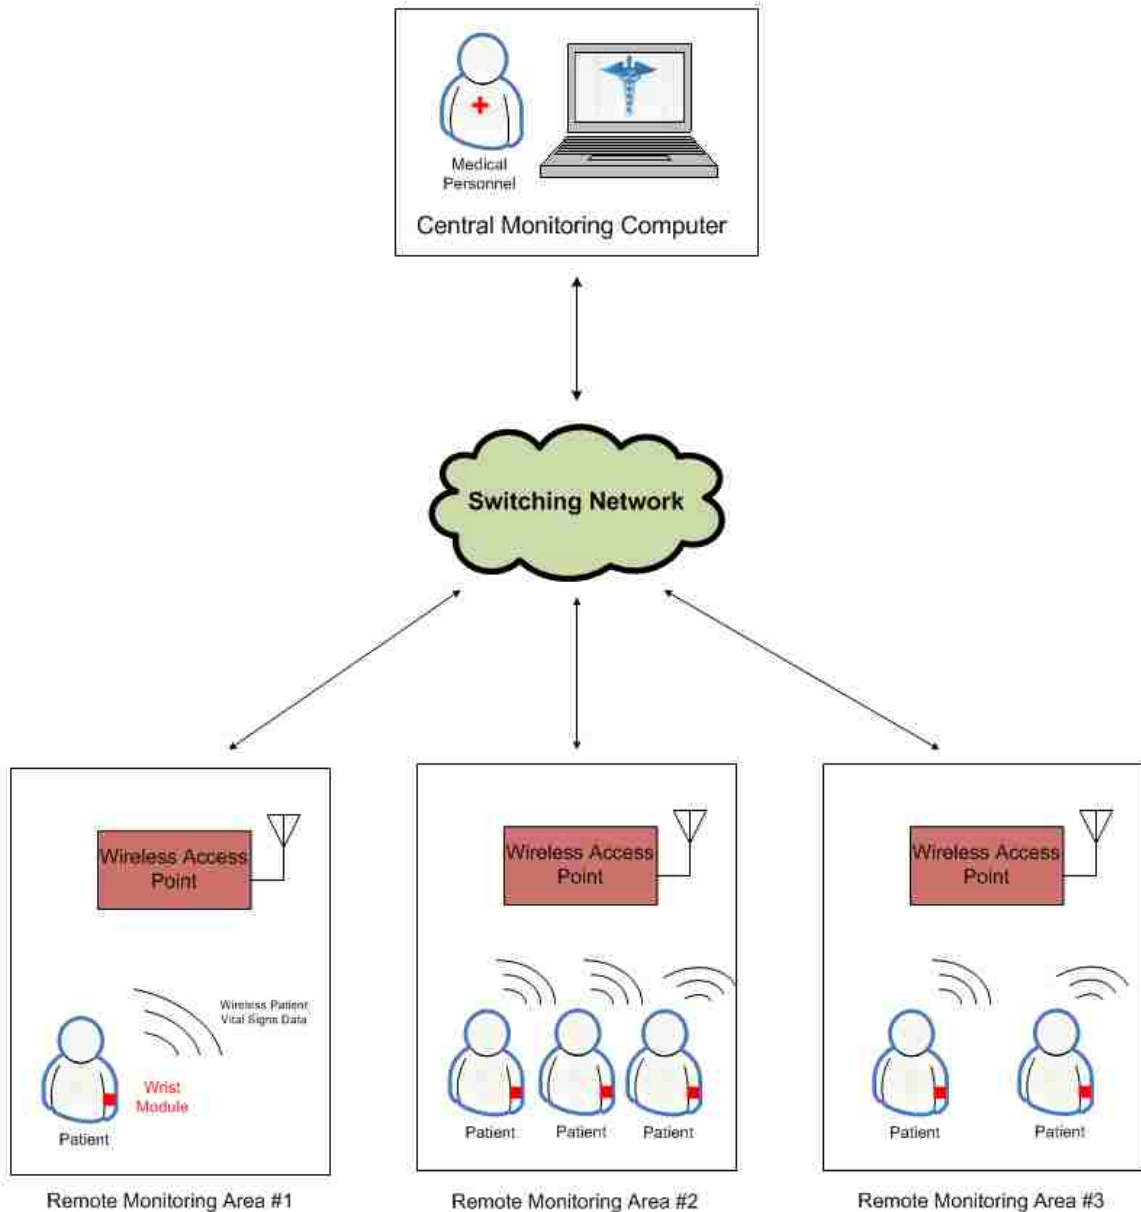 Medical
Personnel
Central Monitoring Computer
Switching Network
Wireless Access
Point
Wireless Patient
Vital Signs Data
Wrist
Module
Patient
Remote Monitoring Area #1
Wireless Access
Point
Patient
Patient
Patient
Remote Monitoring Area #2
Wireless Access
Point
Patient
Patient
Remote Monitoring Area #3